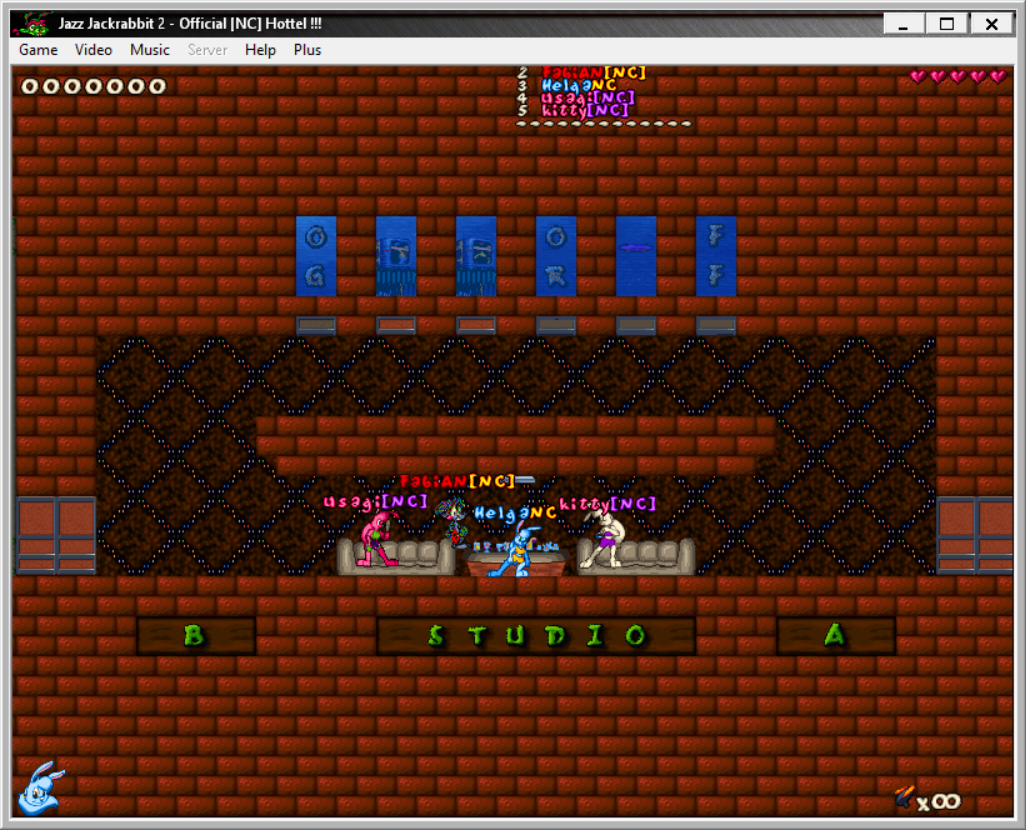 Jazz Jackrabbit 2 - Official [NC] Hottel !!!
Game Video Music Server Help Plus
0000000
2 FabiAN[NC]
3 HelgaNC
4 usagi[NC]
5 kitty[NC]
O O F
G R F
FabiAN[NC]
usagi[NC] HelgaNC kitty[NC]
B STUDIO A
x∞